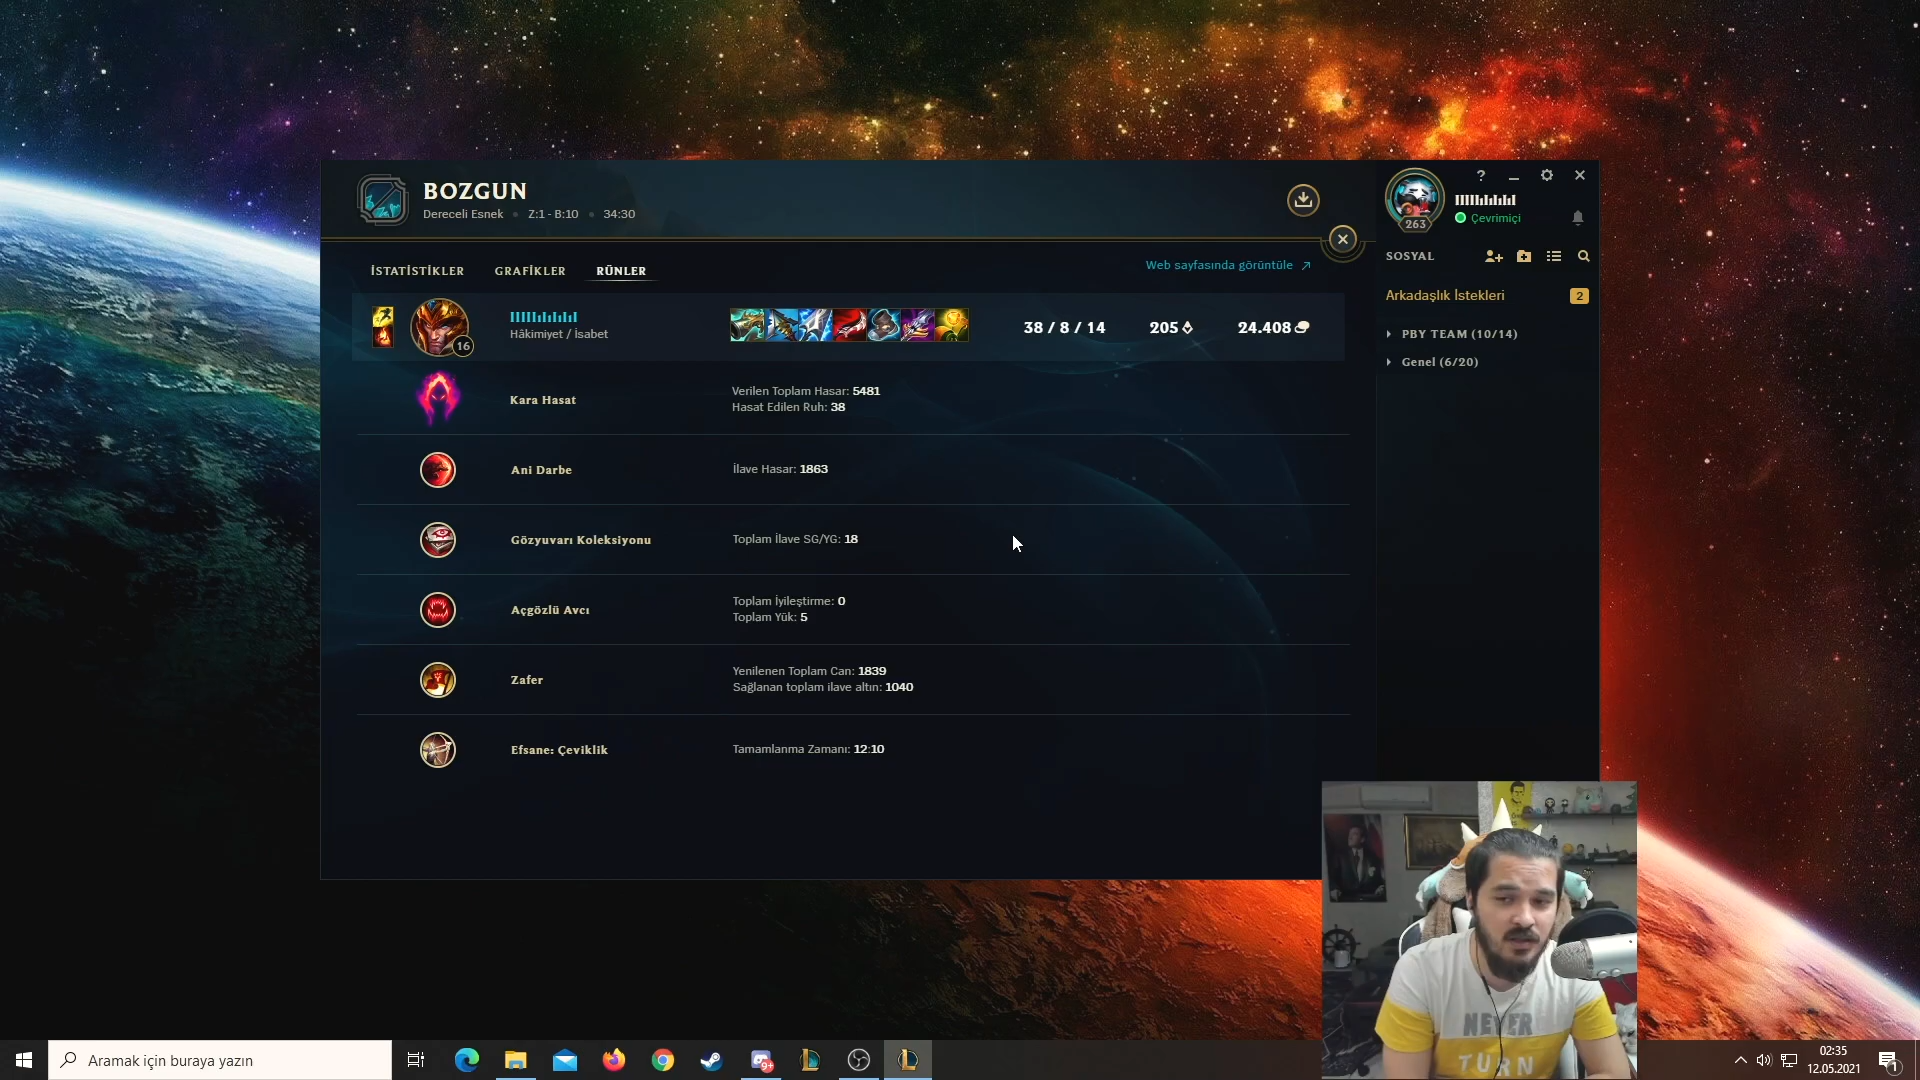 BOZGUN
Dereceli Esnek • Z:1 - B:10 • 34:30
263
Çevrimiçi
SOSYAL
Arkadaşlık İstekleri 2
PBY TEAM (10/14)
Genel (6/20)
İSTATİSTİKLER GRAFİKLER RÜNLER
Web sayfasında görüntüle
16
Hâkimiyet / İsabet
38 / 8 / 14 205 24.408
Kara Hasat
Verilen Toplam Hasar: 5481
Hasat Edilen Ruh: 38
Ani Darbe
İlave Hasar: 1863
Gözyuvarı Koleksiyonu
Toplam İlave SG/YG: 18
Açgözlü Avcı
Toplam İyileştirme: 0
Toplam Yük: 5
Zafer
Yenilenen Toplam Can: 1839
Sağlanan toplam ilave altın: 1040
Efsane: Çeviklik
Tamamlanma Zamanı: 12:10
NEVER
TURN
Aramak için buraya yazın
9+
02:35
12.05.2021
1